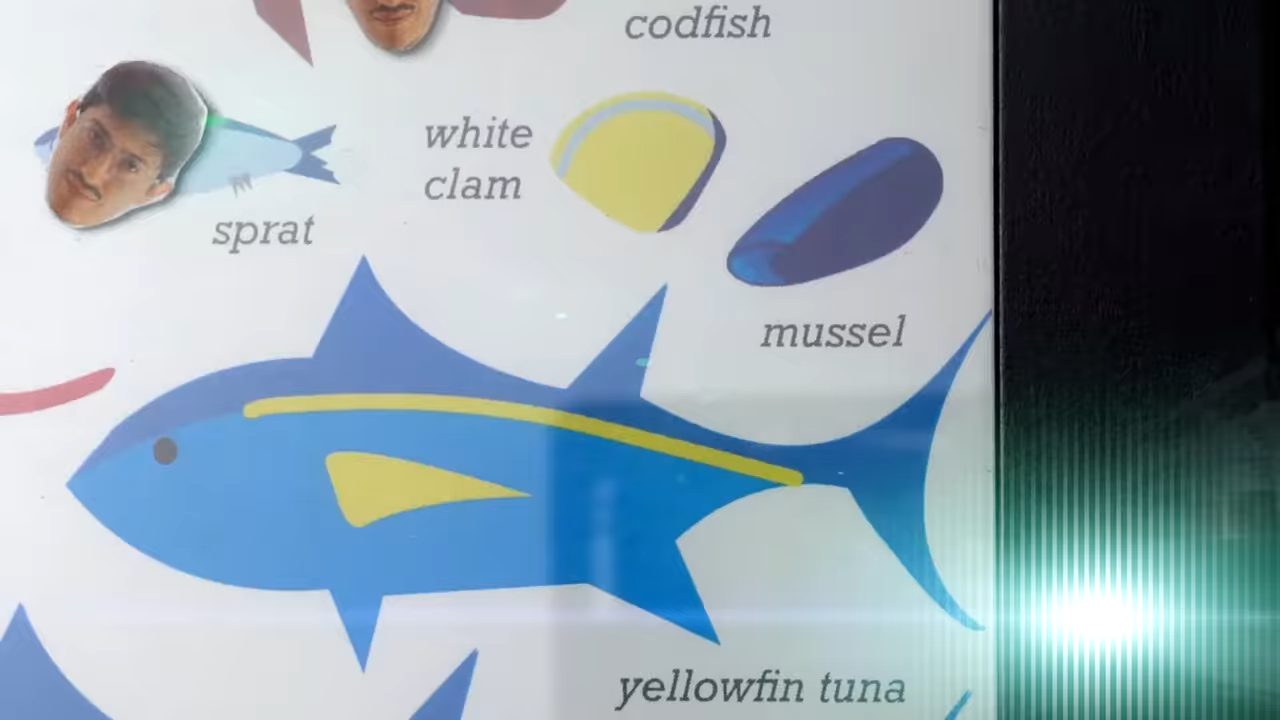 codfish
white
clam
sprat
mussel
yellowfin tuna